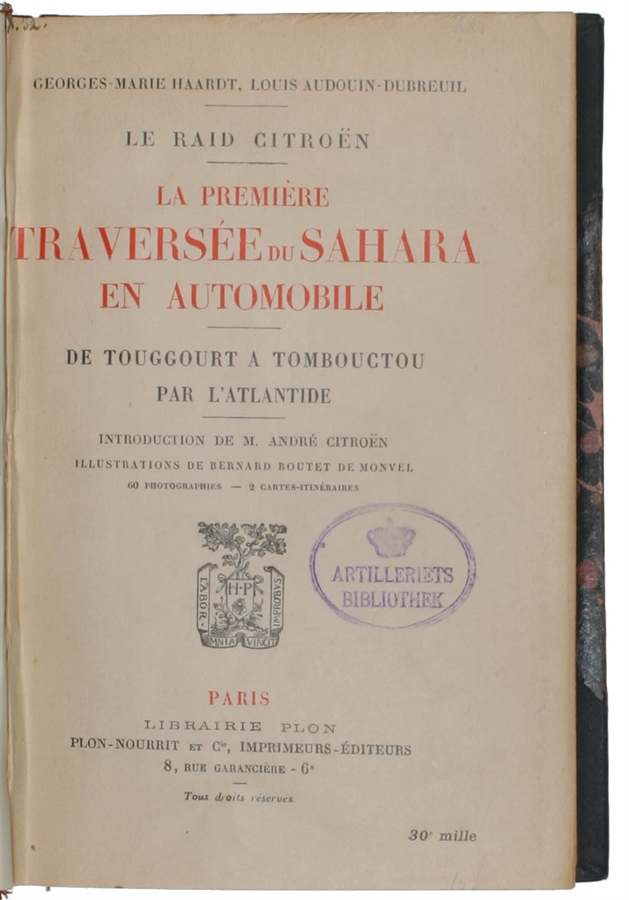 GEORGES-MARIE HAARDT, LOUIS AUDOUIN-DUBREUIL
LE RAID CITROËN
LA PREMIÈRE
TRAVERSÉE DU SAHARA
EN AUTOMOBILE
DE TOUGGOURT A TOMBOUCTOU
PAR L'ATLANTIDE
INTRODUCTION DE M. ANDRÉ CITROËN
ILLUSTRATIONS DE BERNARD BOUTET DE MONVEL
60 PHOTOGRAPHIES — 2 CARTES-ITINÉRAIRES
LABOR
H-P
IMPROBVS
OMNIA VINCIT
ARTILLERIETS
BIBLIOTHEK
PARIS
LIBRAIRIE PLON
PLON-NOURRIT ET Cie, IMPRIMEURS-ÉDITEURS
8, RUE GARANCIÈRE - 6e
Tous droits réservés
30e mille